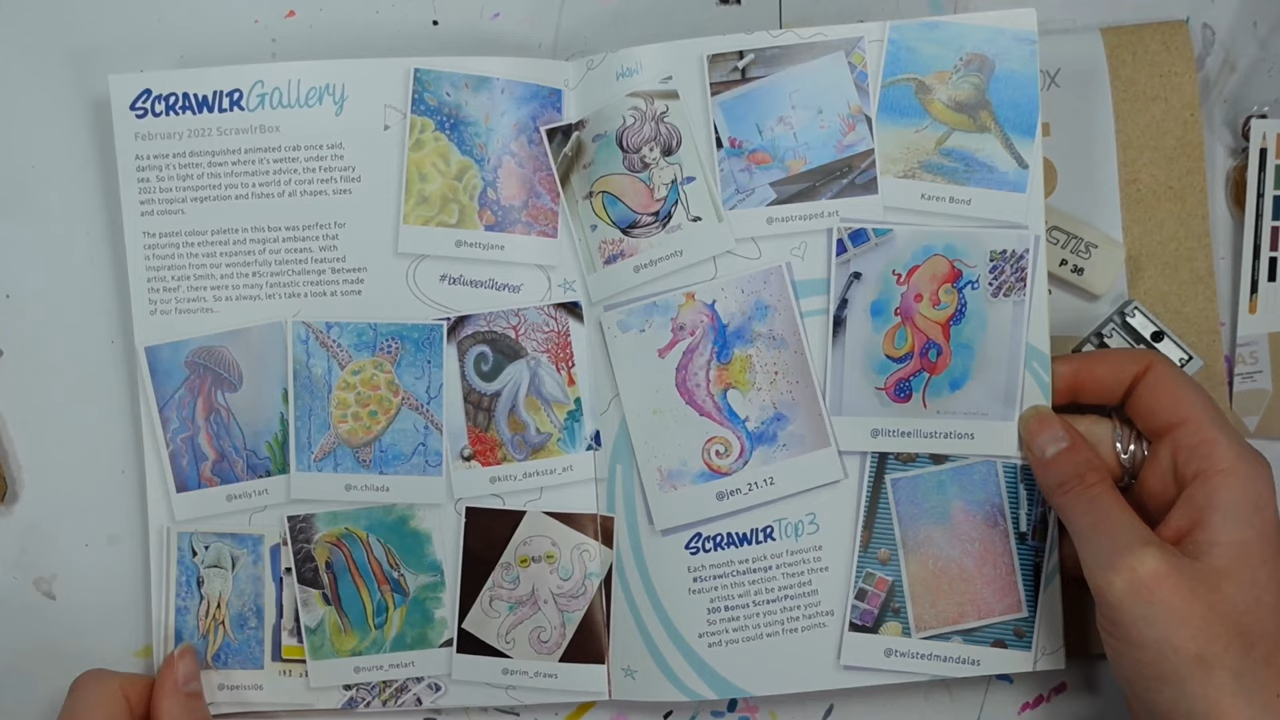 SCRAWLRGallery
February 2022 ScrawlrBox
As a wise and distinguished animated crab once said,
darling it's better, down where it's wetter, under the
sea. So in light of this informative advice, the February
2022 box transported you to a world of coral reefs filled
with tropical vegetation and fishes of all shapes, sizes
and colours.
The pastel colour palette in this box was perfect for
capturing the ethereal and magical ambiance that
is found in the vast expanses of our oceans. With
inspiration from our wonderfully talented featured
artist, Katie Smith, and the #ScrawlrChallenge 'Between
the Reef', there were so many fantastic creations made
by our Scrawlrs. So as always, let's take a look at some
of our favourites...
@hettyjane
#betweenthereef
@kelly1art
@n.chilada
@kitty_darkstar_art
@speissi06
@nurse_melart
@prim_draws
WOW!
@ledymonty
@naptrapped.art
Karen Bond
@jen_21.12
@littleeillustrations
SCRAWLRTop3
Each month we pick our favourite
#ScrawlrChallenge artworks to
feature in this section. These three
artists will all be awarded
300 Bonus ScrawlrPoints!!!
So make sure you share your
artwork with us using the hashtag
and you could win free points.
@twistedmandalas
OX
CTIS
P 36
A5